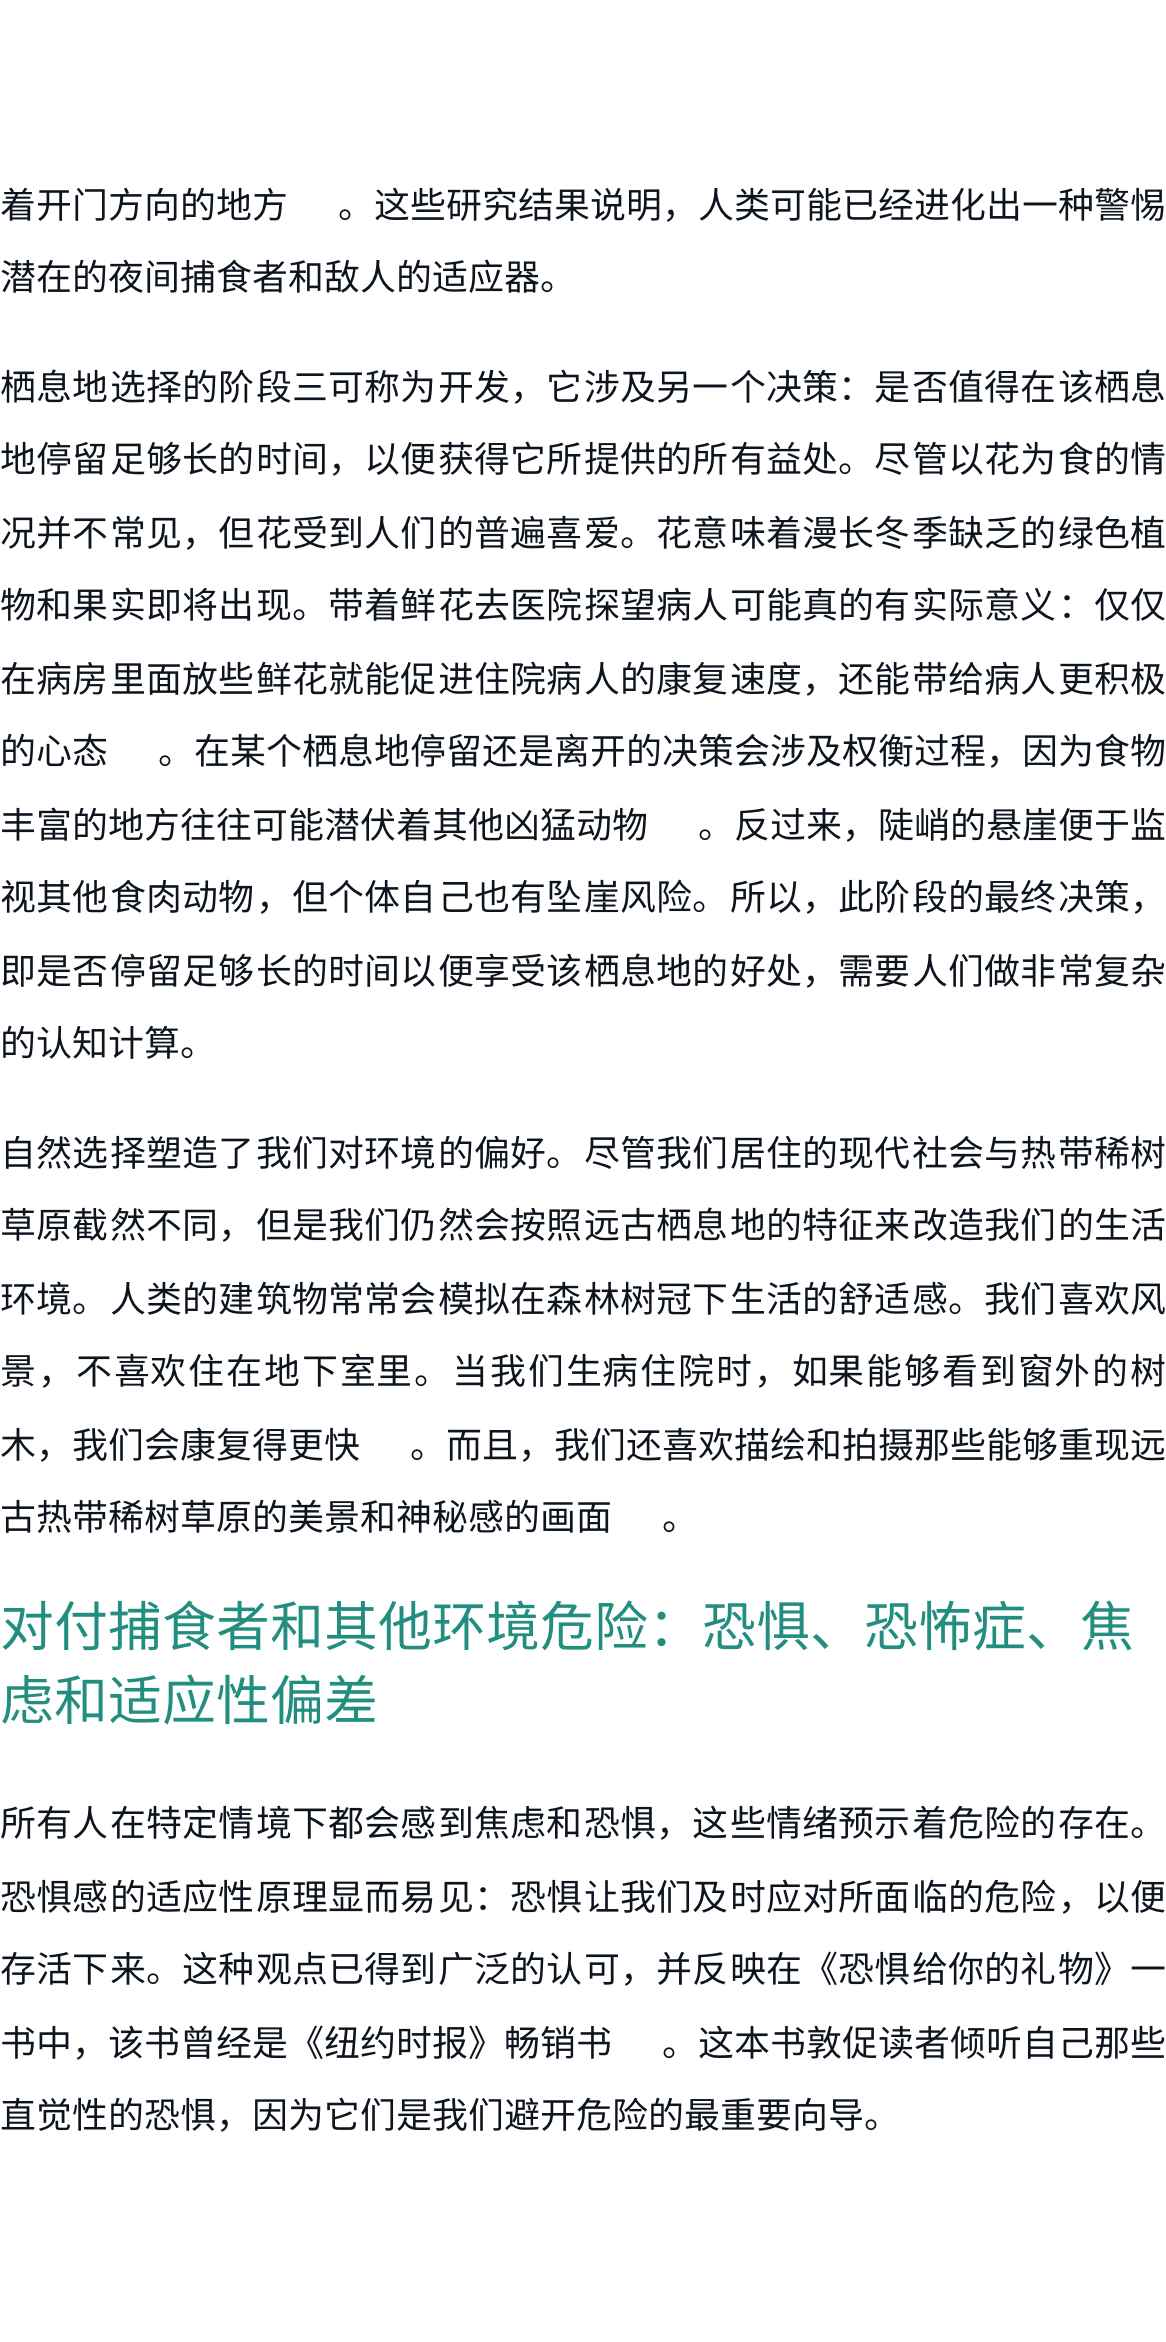 着开门方向的地方　。这些研究结果说明，人类可能已经进化出一种警惕
潜在的夜间捕食者和敌人的适应器。
栖息地选择的阶段三可称为开发，它涉及另一个决策：是否值得在该栖息
地停留足够长的时间，以便获得它所提供的所有益处。尽管以花为食的情
况并不常见，但花受到人们的普遍喜爱。花意味着漫长冬季缺乏的绿色植
物和果实即将出现。带着鲜花去医院探望病人可能真的有实际意义：仅仅
在病房里面放些鲜花就能促进住院病人的康复速度，还能带给病人更积极
的心态　。在某个栖息地停留还是离开的决策会涉及权衡过程，因为食物
丰富的地方往往可能潜伏着其他凶猛动物　。反过来，陡峭的悬崖便于监
视其他食肉动物，但个体自己也有坠崖风险。所以，此阶段的最终决策，
即是否停留足够长的时间以便享受该栖息地的好处，需要人们做非常复杂
的认知计算。
自然选择塑造了我们对环境的偏好。尽管我们居住的现代社会与热带稀树
草原截然不同，但是我们仍然会按照远古栖息地的特征来改造我们的生活
环境。人类的建筑物常常会模拟在森林树冠下生活的舒适感。我们喜欢风
景，不喜欢住在地下室里。当我们生病住院时，如果能够看到窗外的树
木，我们会康复得更快　。而且，我们还喜欢描绘和拍摄那些能够重现远
古热带稀树草原的美景和神秘感的画面　。
对付捕食者和其他环境危险：恐惧、恐怖症、焦
虑和适应性偏差
所有人在特定情境下都会感到焦虑和恐惧，这些情绪预示着危险的存在。
恐惧感的适应性原理显而易见：恐惧让我们及时应对所面临的危险，以便
存活下来。这种观点已得到广泛的认可，并反映在《恐惧给你的礼物》一
书中，该书曾经是《纽约时报》畅销书　。这本书敦促读者倾听自己那些
直觉性的恐惧，因为它们是我们避开危险的最重要向导。